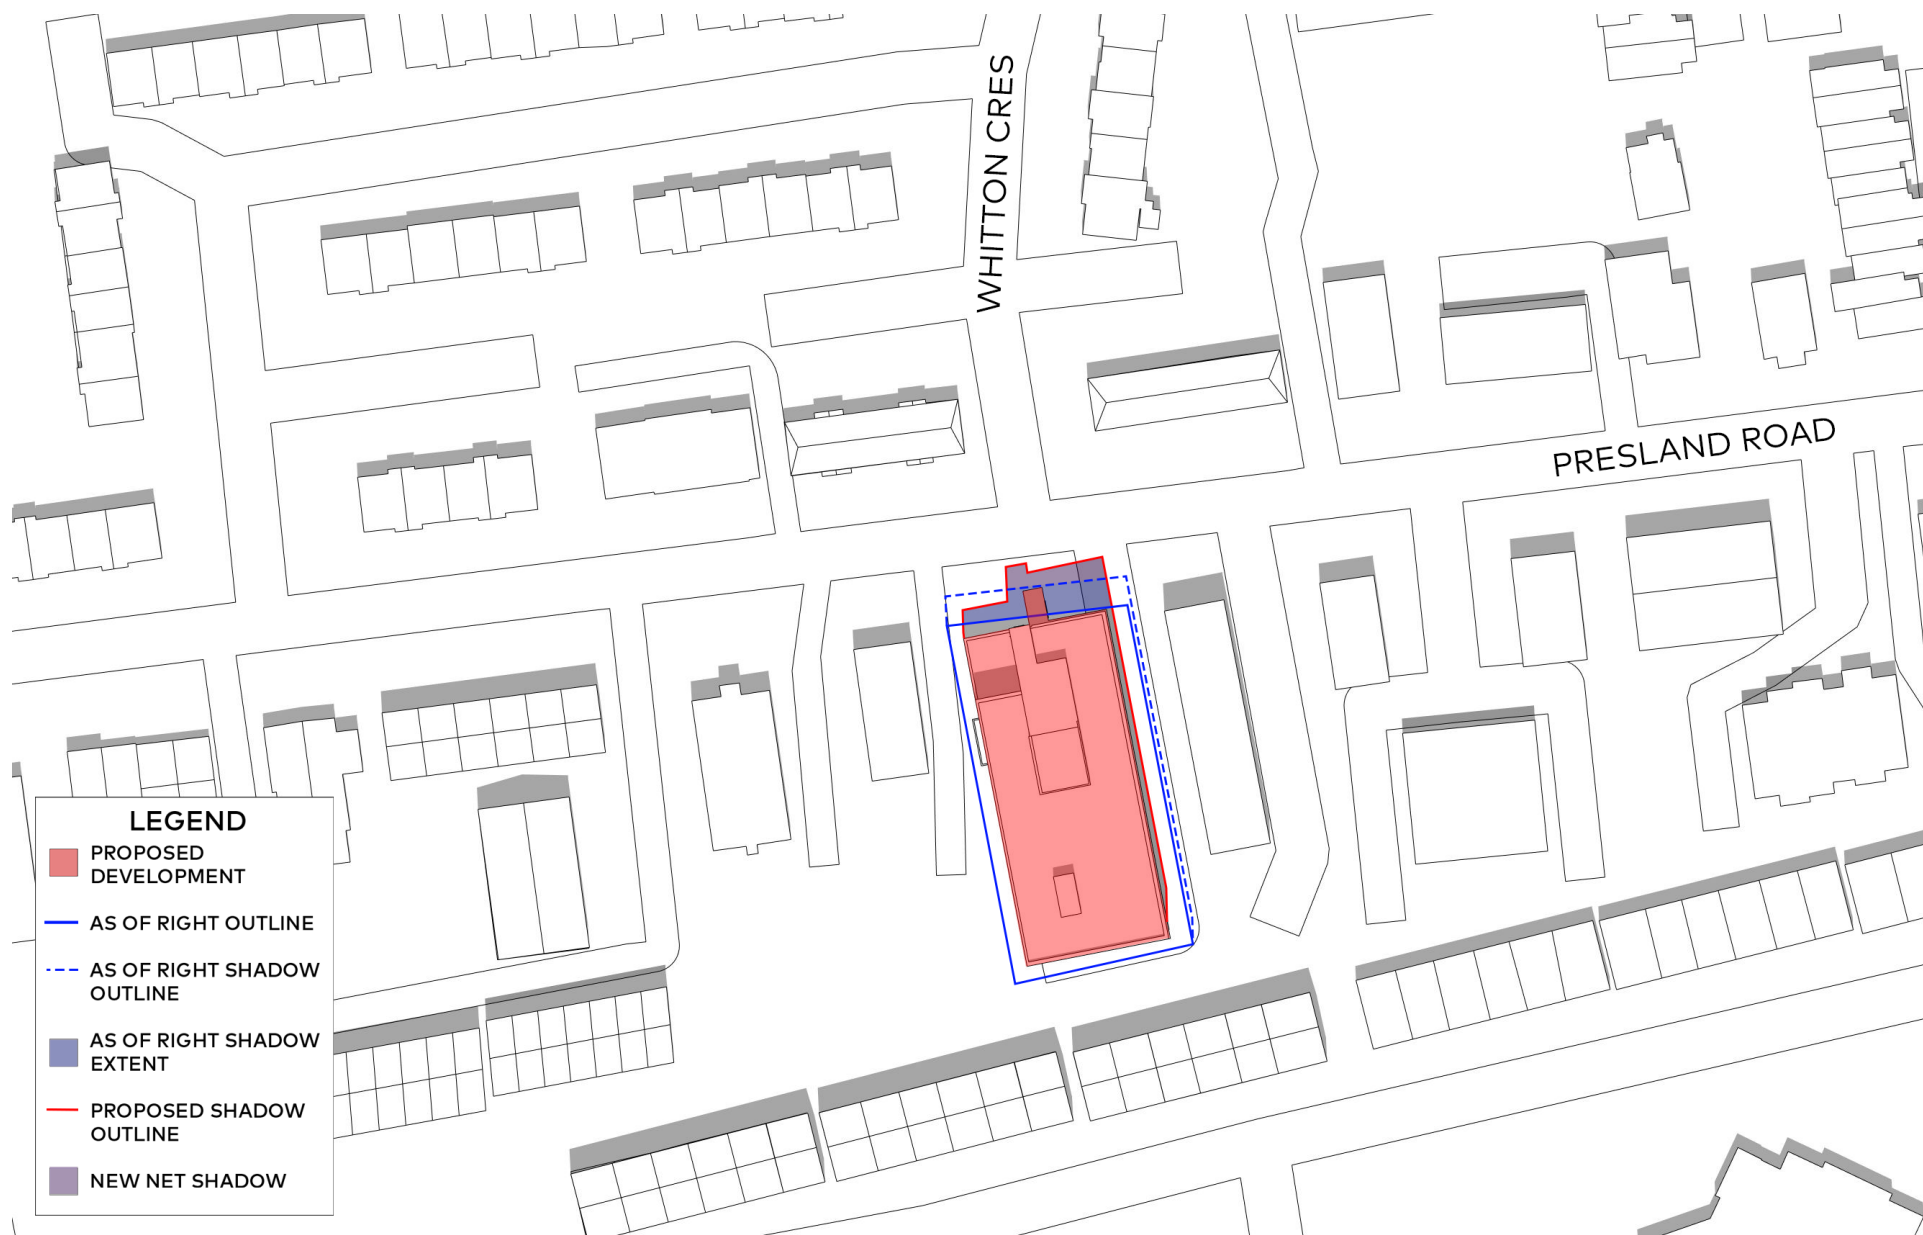 WHITTON CRES
PRESLAND ROAD
LEGEND
PROPOSED
DEVELOPMENT
AS OF RIGHT OUTLINE
AS OF RIGHT SHADOW
OUTLINE
AS OF RIGHT SHADOW
EXTENT
PROPOSED SHADOW
OUTLINE
NEW NET SHADOW